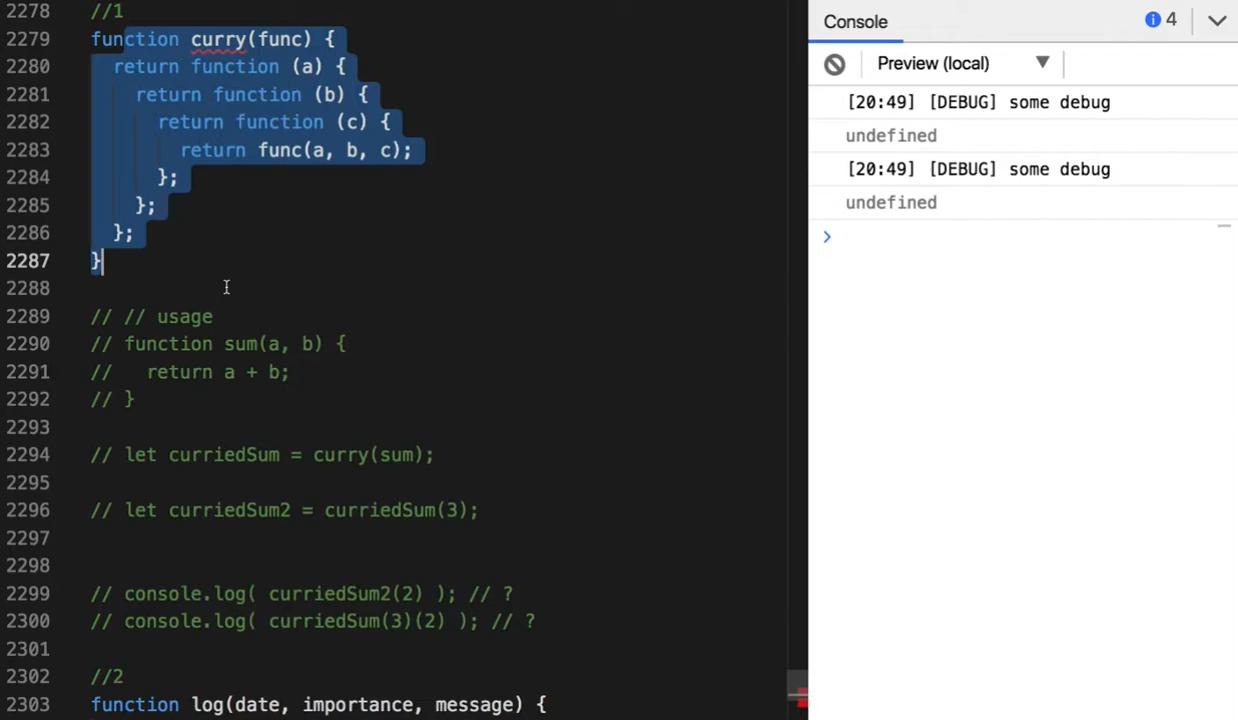 2278 //1
2279 function curry(func) {
2280 return function (a) {
2281 return function (b) {
2282 return function (c) {
2283 return func(a, b, c);
2284 };
2285 };
2286 };
2287 }
2288
2289 // // usage
2290 // function sum(a, b) {
2291 // return a + b;
2292 // }
2293
2294 // let curriedSum = curry(sum);
2295
2296 // let curriedSum2 = curriedSum(3);
2297
2298
2299 // console.log( curriedSum2(2) ); // ?
2300 // console.log( curriedSum(3)(2) ); // ?
2301
2302 //2
2303 function log(date, importance, message) {
Console
4
Preview (local)
[20:49] [DEBUG] some debug
undefined
[20:49] [DEBUG] some debug
undefined
>